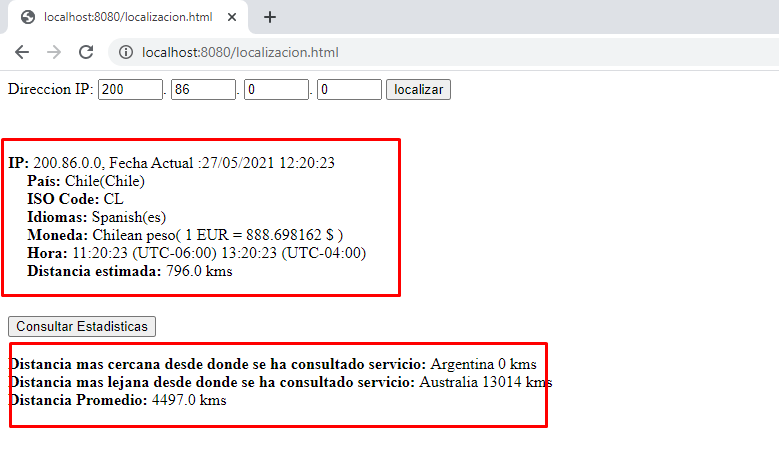 localhost:8080/localizacion.html
localhost:8080/localizacion.html
Direccion IP: 200. 86. 0. 0 localizar
IP: 200.86.0.0, Fecha Actual :27/05/2021 12:20:23
País: Chile(Chile)
ISO Code: CL
Idiomas: Spanish(es)
Moneda: Chilean peso( 1 EUR = 888.698162 $ )
Hora: 11:20:23 (UTC-06:00) 13:20:23 (UTC-04:00)
Distancia estimada: 796.0 kms
Consultar Estadisticas
Distancia mas cercana desde donde se ha consultado servicio: Argentina 0 kms
Distancia mas lejana desde donde se ha consultado servicio: Australia 13014 kms
Distancia Promedio: 4497.0 kms